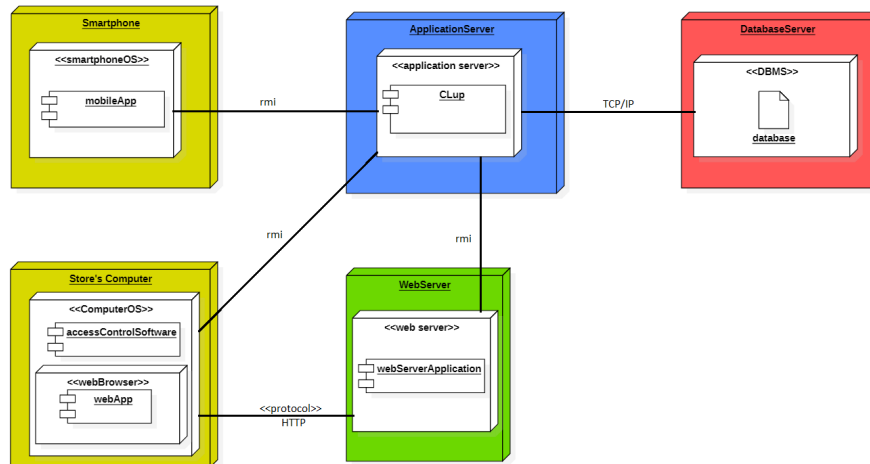 Smartphone
<<smartphoneOS>>
mobileApp
rmi
ApplicationServer
<<application server>>
CLup
TCP/IP
DatabaseServer
<<DBMS>>
database
rmi
rmi
Store's Computer
<<ComputerOS>>
accessControlSoftware
<<webBrowser>>
webApp
<<protocol>>
HTTP
WebServer
<<web server>>
webServerApplication